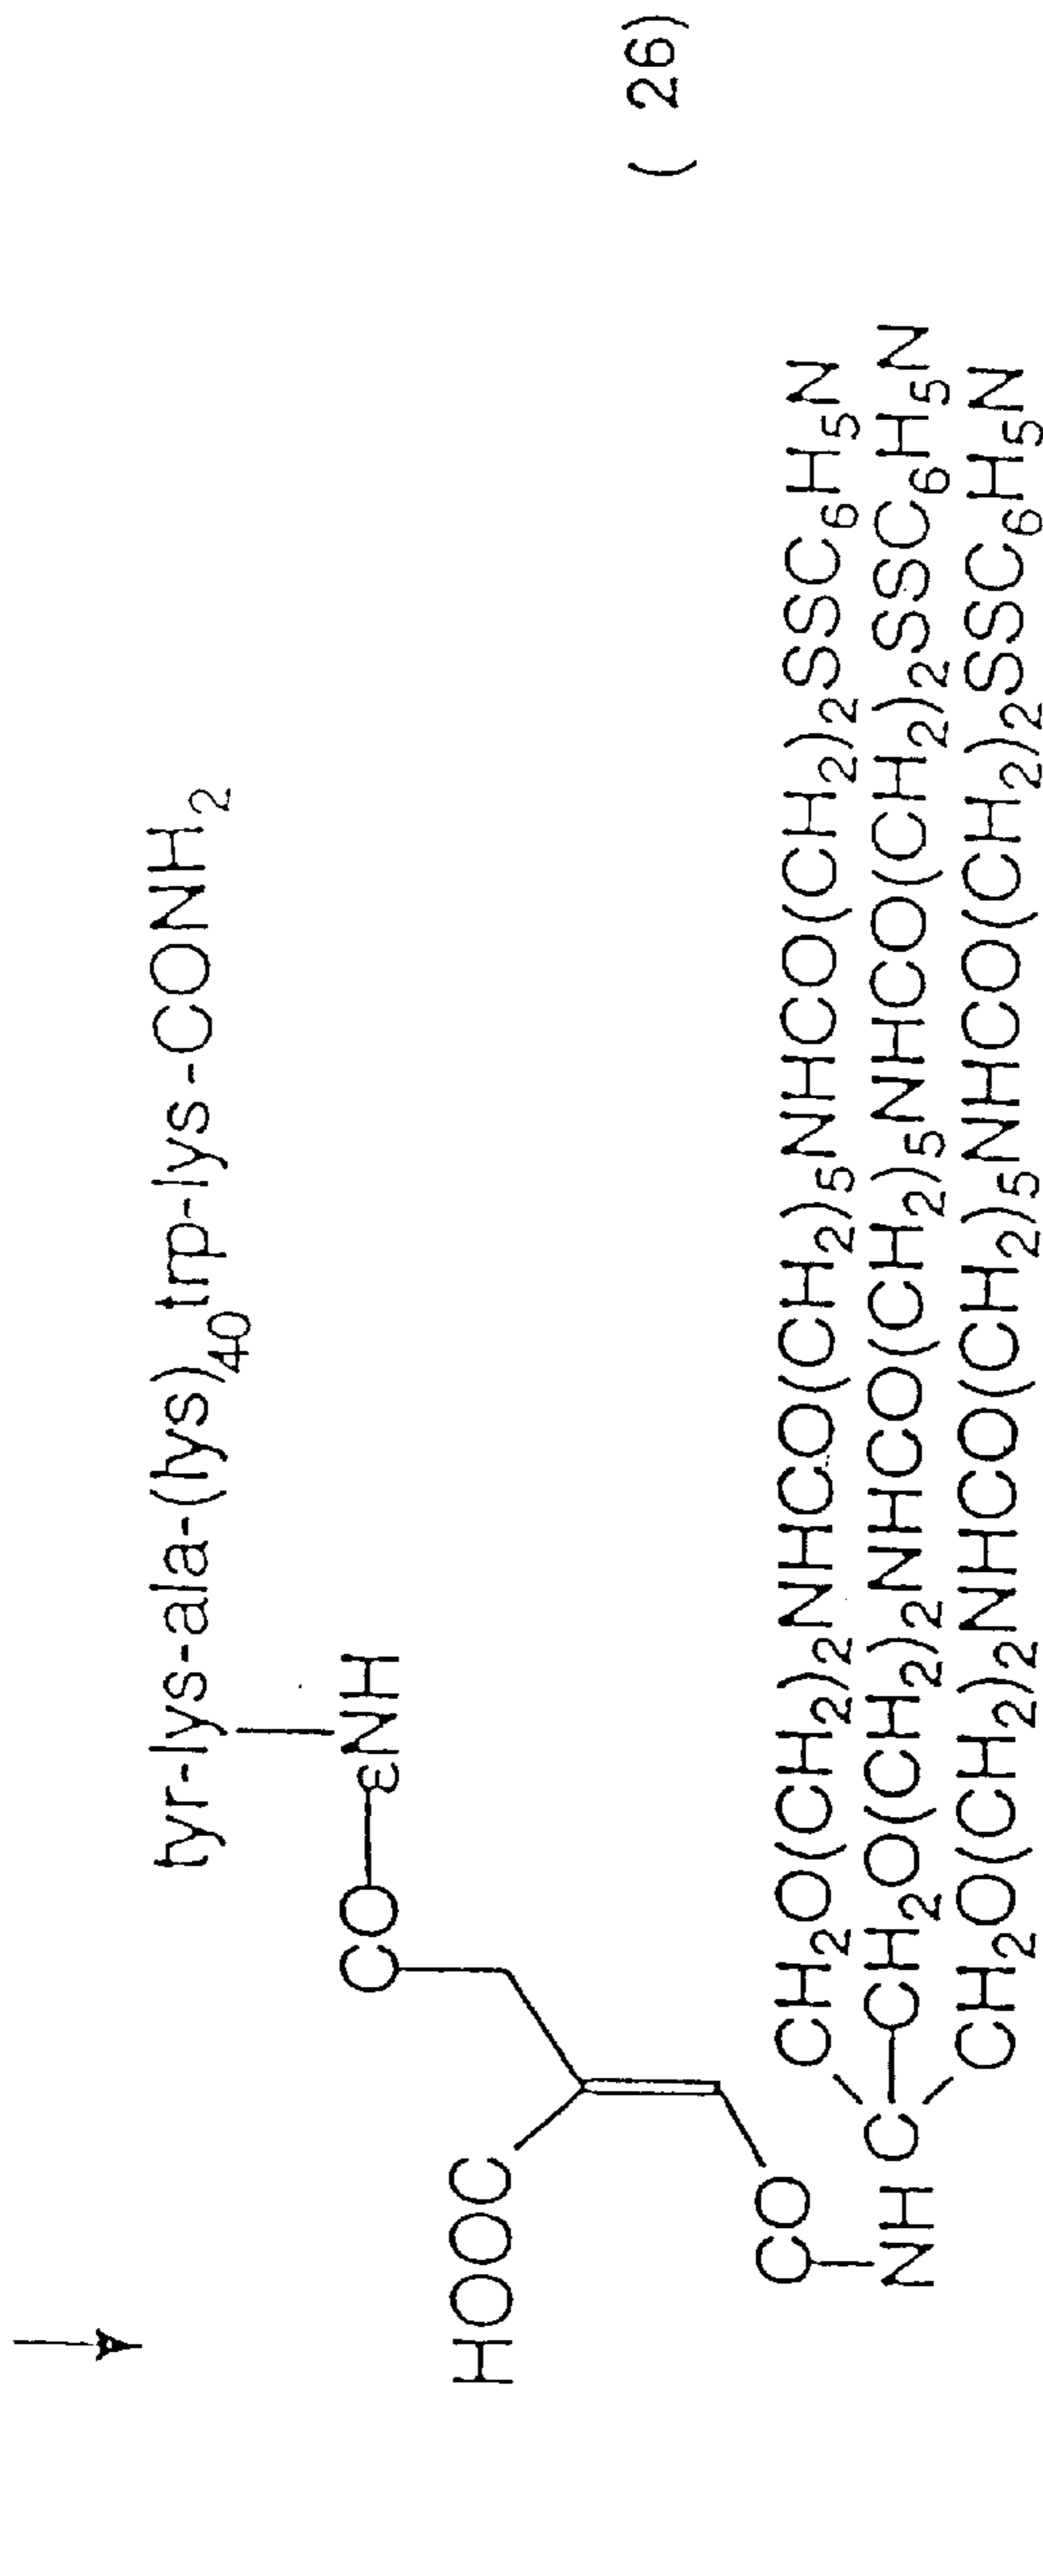 tyr-lys-ala-(lys)₄₀trp-lys-CONH₂
CO εNH
HOOC
( 26)
CO
CH₂O(CH₂)₂NHCO(CH₂)₅NHCO(CH₂)₂SSC₆H₅N
NH C CH₂O(CH₂)₂NHCO(CH₂)₅NHCO(CH₂)₂SSC₆H₅N
CH₂O(CH₂)₂NHCO(CH₂)₅NHCO(CH₂)₂SSC₆H₅N